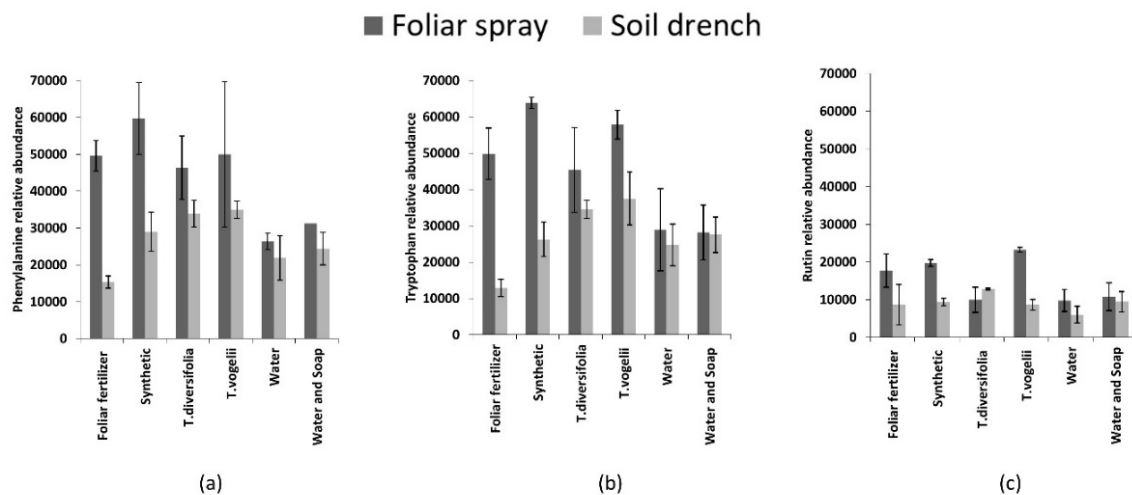 Foliar spray Soil drench
Phenylalanine relative abundance
70000
60000
50000
40000
30000
20000
10000
0
Foliar fertilizer
Synthetic
T.diversifolia
T.vogelii
Water
Water and Soap
(a)
Tryptophan relative abundance
70000
60000
50000
40000
30000
20000
10000
0
Foliar fertilizer
Synthetic
T.diversifolia
T.vogelii
Water
Water and Soap
(b)
Rutin relative abundance
70000
60000
50000
40000
30000
20000
10000
0
Foliar fertilizer
Synthetic
T.diversifolia
T.vogelii
Water
Water and Soap
(c)